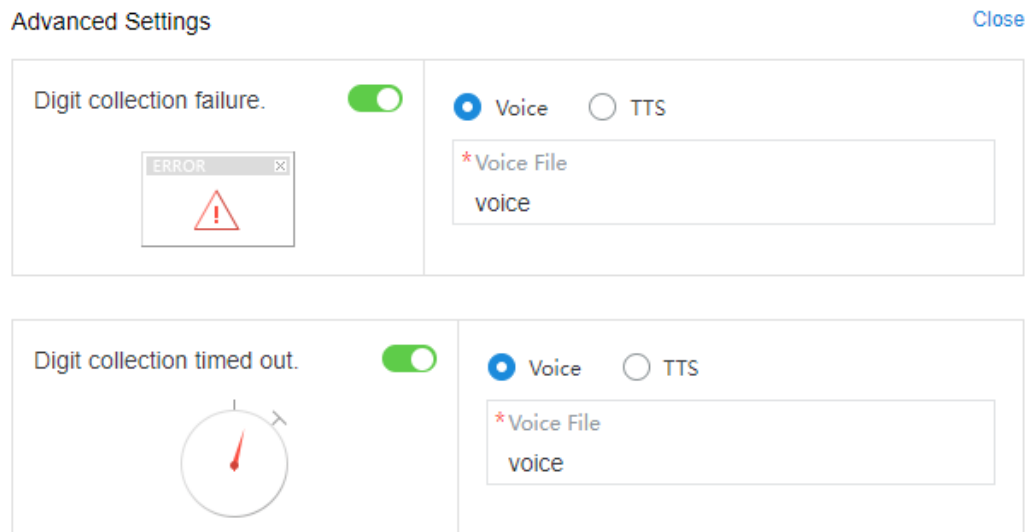 Advanced Settings
Close
Digit collection failure.
Voice
TTS
ERROR
*Voice File
voice
Digit collection timed out.
Voice
TTS
*Voice File
voice